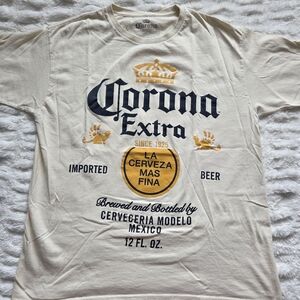 Corona
Corona
Extra
SINCE 1925
LA
CERVEZA
MAS
FINA
IMPORTED
BEER
Brewed and Bottled by
CERVECERIA MODELO
MEXICO
12 FL. OZ.